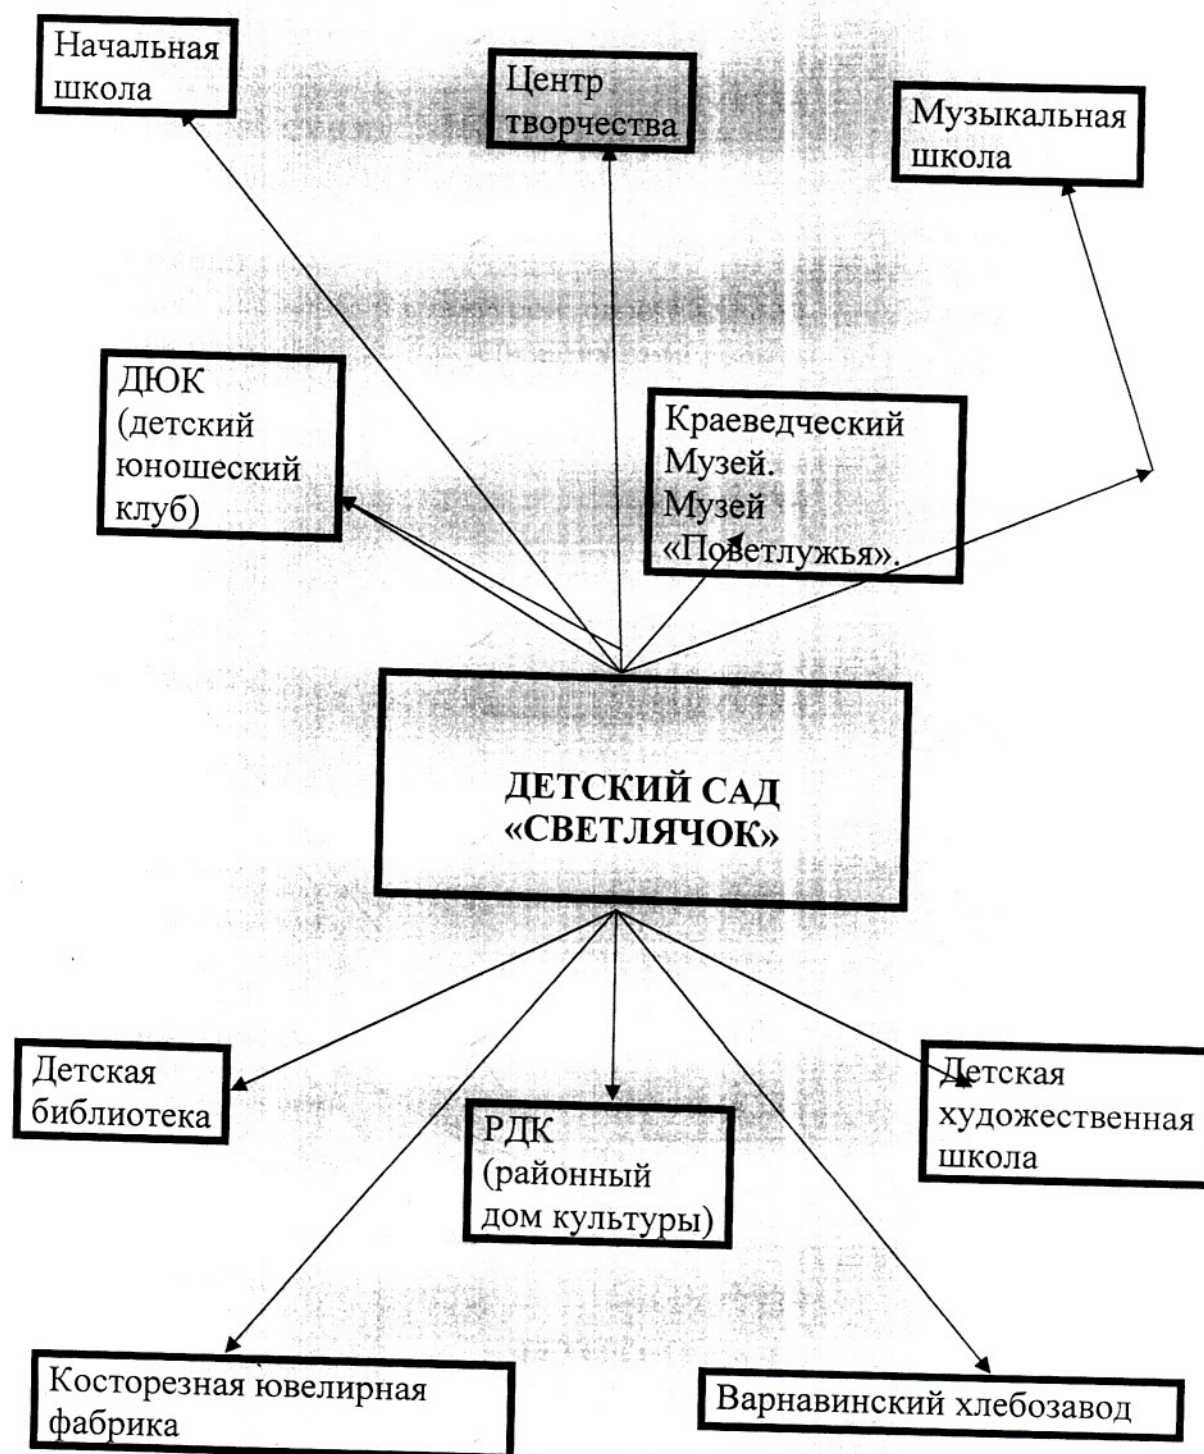 Начальная
школа
Центр
творчества
Музыкальная
школа
ДЮК
(детский
юношеский
клуб)
Краеведческий
Музей.
Музей
«Поветлужья».
ДЕТСКИЙ САД
«СВЕТЛЯЧОК»
Детская
библиотека
РДК
(районный
дом культуры)
Детская
художественная
школа
Косторезная ювелирная
фабрика
Варнавинский хлебозавод